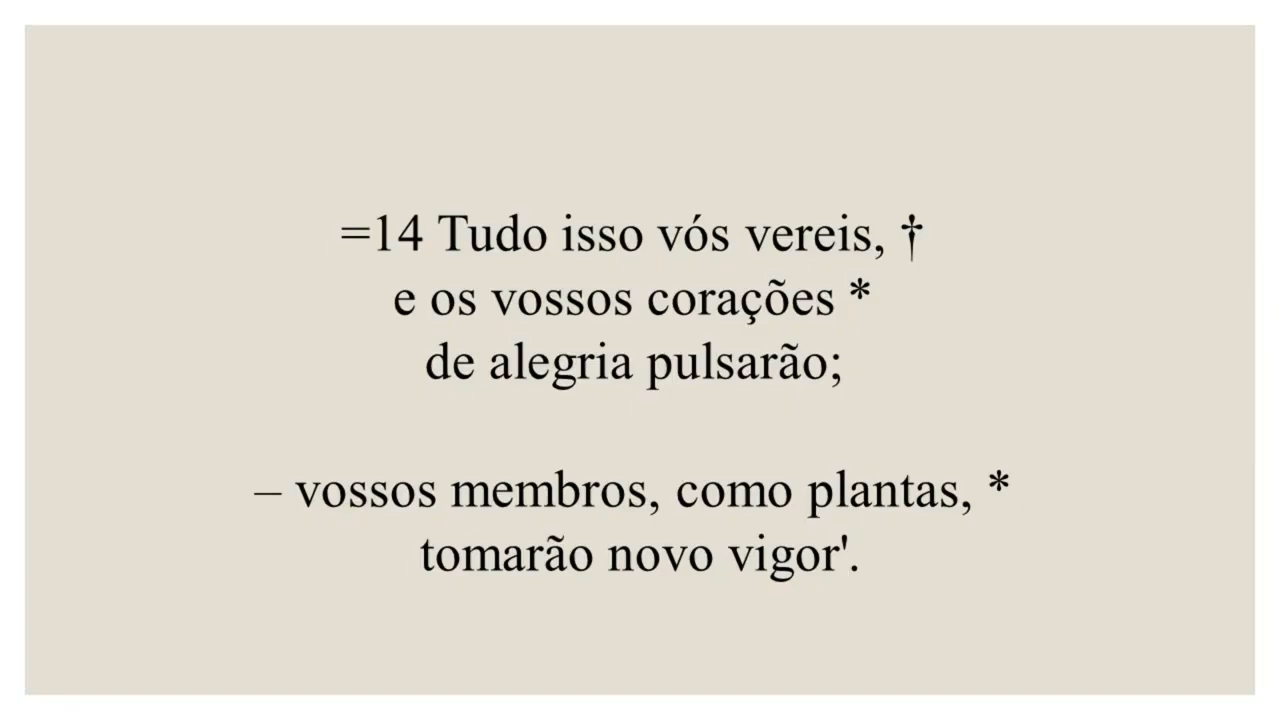 =14 Tudo isso vós vereis, †
e os vossos corações *
de alegria pulsarão;
– vossos membros, como plantas, *
tomarão novo vigor'.